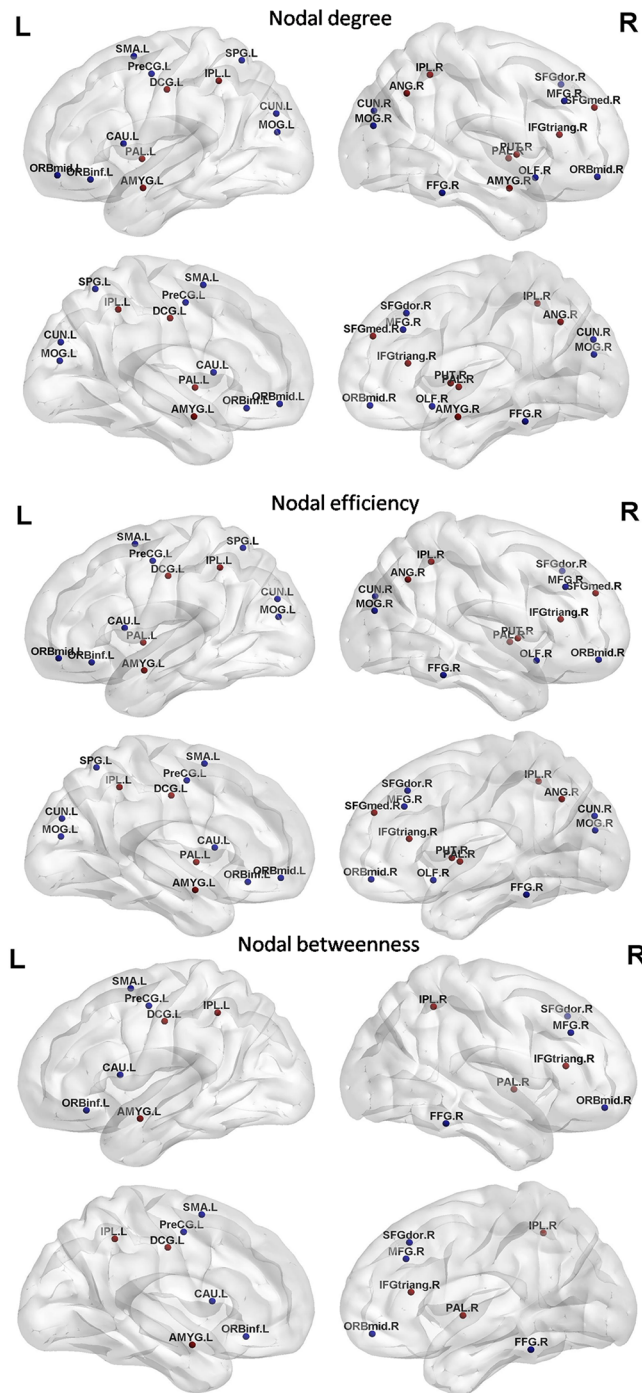 Nodal degree
L
R
SMA.L
SPG.L
PreCG.L
DCG.L
IPL.L
CUN.L
MOG.L
CAU.L
PAL.L
ORBmid.L
ORBinf.L
AMYG.L
IPL.R
SFGdor.R
ANG.R
MFG.R
SFGmed.R
CUN.R
MOG.R
IFGtriang.R
PUT.R
PAL.R
OLF.R
ORBmid.R
FFG.R
AMYG.R
SMA.L
SPG.L
PreCG.L
IPL.L
DCG.L
CUN.L
MOG.L
CAU.L
PAL.L
ORBmid.L
ORBinf.L
AMYG.L
IPL.R
SFGdor.R
ANG.R
MFG.R
SFGmed.R
CUN.R
MOG.R
IFGtriang.R
PUT.R
PAL.R
ORBmid.R
OLF.R
AMYG.R
FFG.R
Nodal efficiency
L
R
SMA.L
SPG.L
PreCG.L
DCG.L
IPL.L
CUN.L
MOG.L
CAU.L
PAL.L
ORBmid.L
ORBinf.L
AMYG.L
IPL.R
SFGdor.R
ANG.R
MFG.R
SFGmed.R
CUN.R
MOG.R
IFGtriang.R
PUT.R
PAL.R
OLF.R
ORBmid.R
FFG.R
SMA.L
SPG.L
PreCG.L
IPL.L
DCG.L
CUN.L
MOG.L
CAU.L
PAL.L
ORBmid.L
ORBinf.L
AMYG.L
IPL.R
SFGdor.R
ANG.R
MFG.R
SFGmed.R
CUN.R
MOG.R
IFGtriang.R
PUT.R
PAL.R
ORBmid.R
OLF.R
FFG.R
Nodal betweenness
L
R
SMA.L
PreCG.L
IPL.L
DCG.L
CAU.L
ORBinf.L
AMYG.L
IPL.R
SFGdor.R
MFG.R
IFGtriang.R
PAL.R
ORBmid.R
FFG.R
SMA.L
PreCG.L
IPL.L
DCG.L
CAU.L
ORBinf.L
AMYG.L
IPL.R
SFGdor.R
MFG.R
IFGtriang.R
PAL.R
ORBmid.R
FFG.R